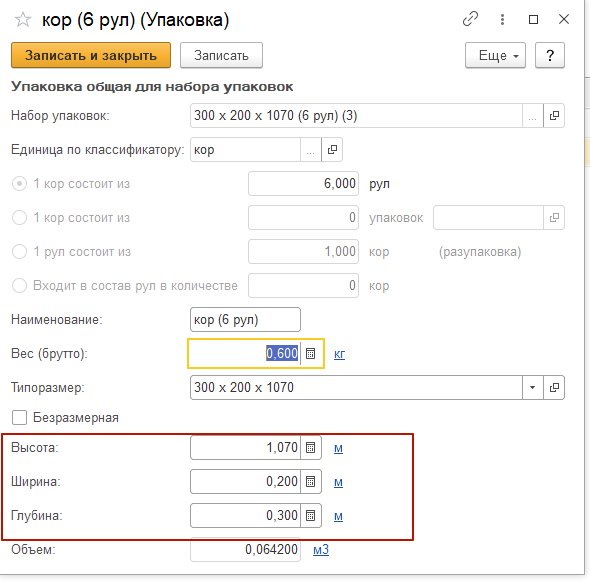 кор (6 рул) (Упаковка)
Записать и закрыть Записать Еще ?
Упаковка общая для набора упаковок
Набор упаковок: 300 x 200 x 1070 (6 рул) (3) ...
Единица по классификатору: кор ...
1 кор состоит из 6,000 рул
1 кор состоит из 0 упаковок
1 рул состоит из 1,000 кор (разупаковка)
Входит в состав рул в количестве 0 кор
Наименование: кор (6 рул)
Вес (брутто): 0,600 кг
Типоразмер: 300 x 200 x 1070
Безразмерная
Высота: 1,070 м
Ширина: 0,200 м
Глубина: 0,300 м
Объем: 0,064200 м3